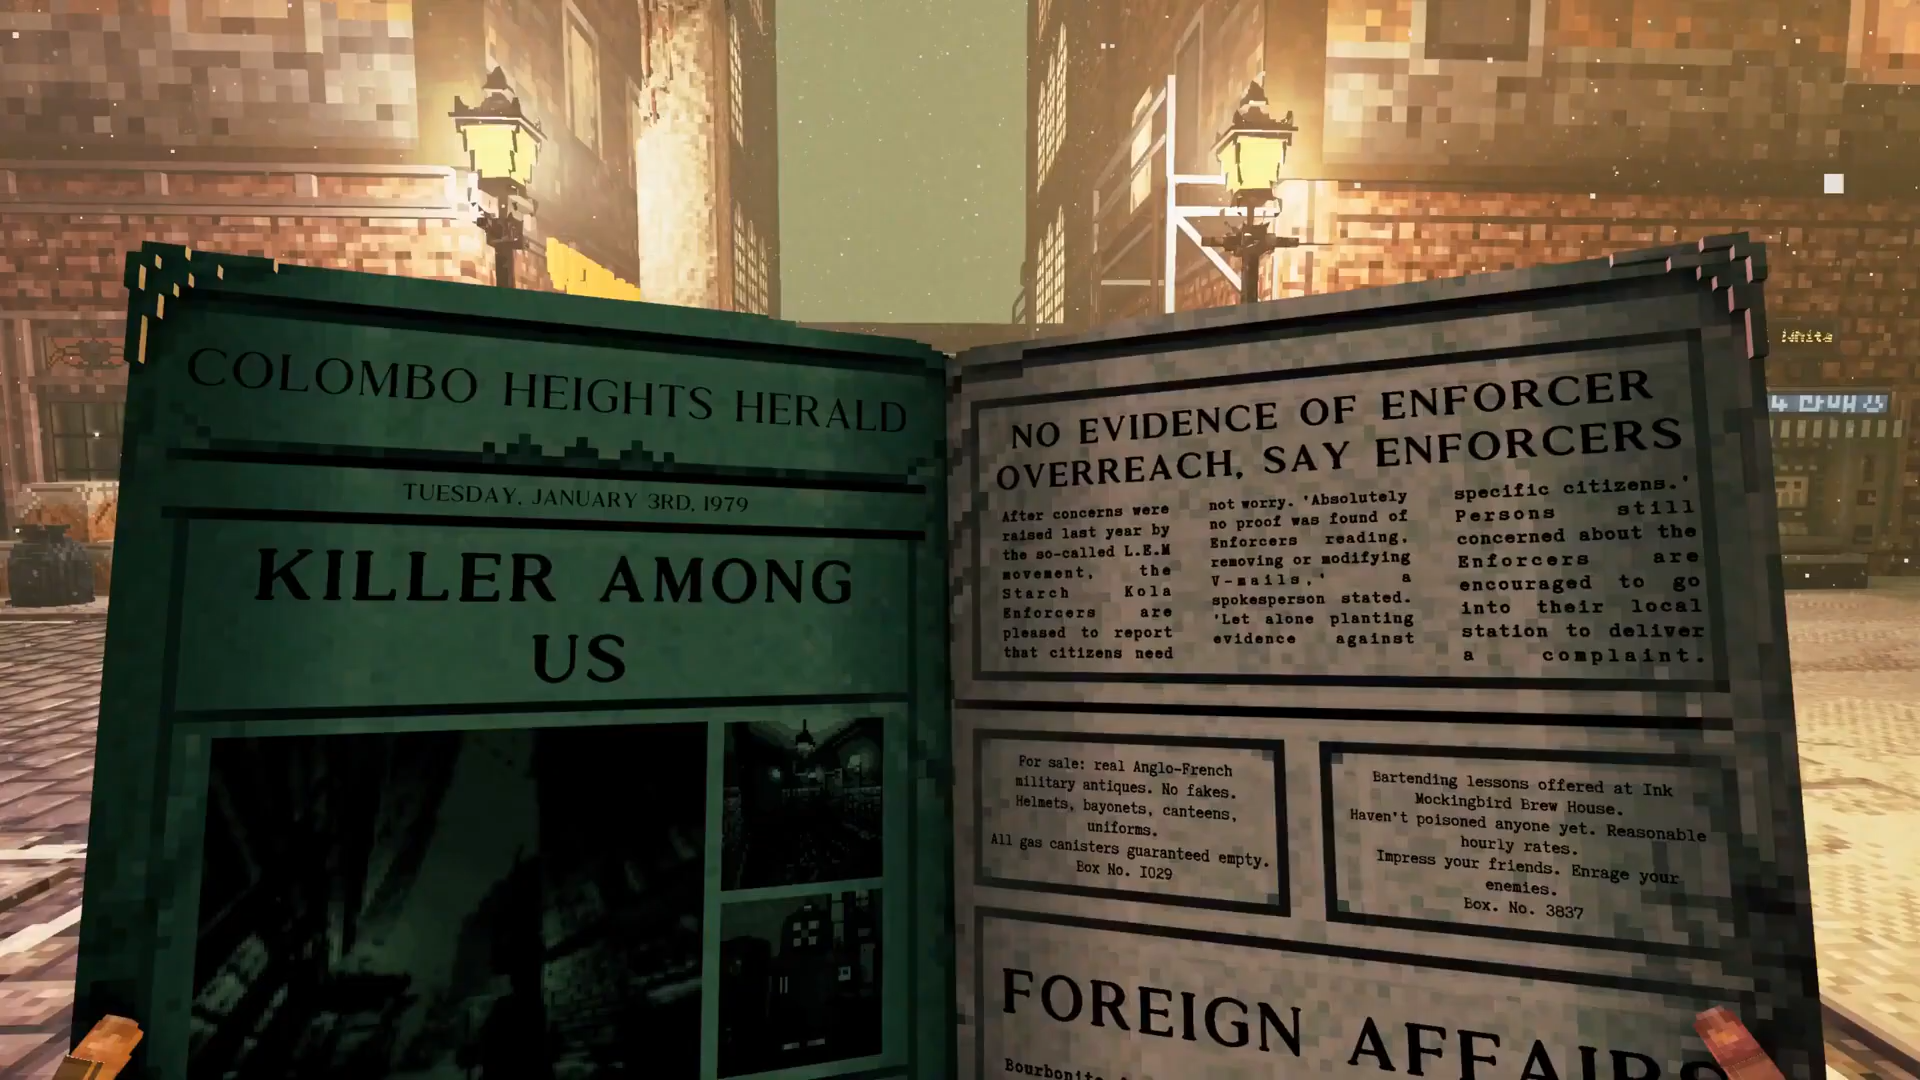 COLOMBO HEIGHTS HERALD
TUESDAY, JANUARY 3RD, 1979
KILLER AMONG
US
NO EVIDENCE OF ENFORCER
OVERREACH, SAY ENFORCERS
After concerns were
raised last year by
the so-called L.E.M
movement, the
Starch Kola
Enforcers are
pleased to report
that citizens need
not worry. 'Absolutely
no proof was found of
Enforcers reading,
removing or modifying
V-mails,' a
spokesperson stated.
'Let alone planting
evidence against
specific citizens.'
Persons still
concerned about the
Enforcers are
encouraged to go
into their local
station to deliver
a complaint.
For sale: real Anglo-French
military antiques. No fakes.
Helmets, bayonets, canteens,
uniforms.
All gas canisters guaranteed empty.
Box No. I029
Bartending lessons offered at Ink
Mockingbird Brew House.
Haven't poisoned anyone yet. Reasonable
hourly rates.
Impress your friends. Enrage your
enemies.
Box. No. 3837
FOREIGN AFFAIRS